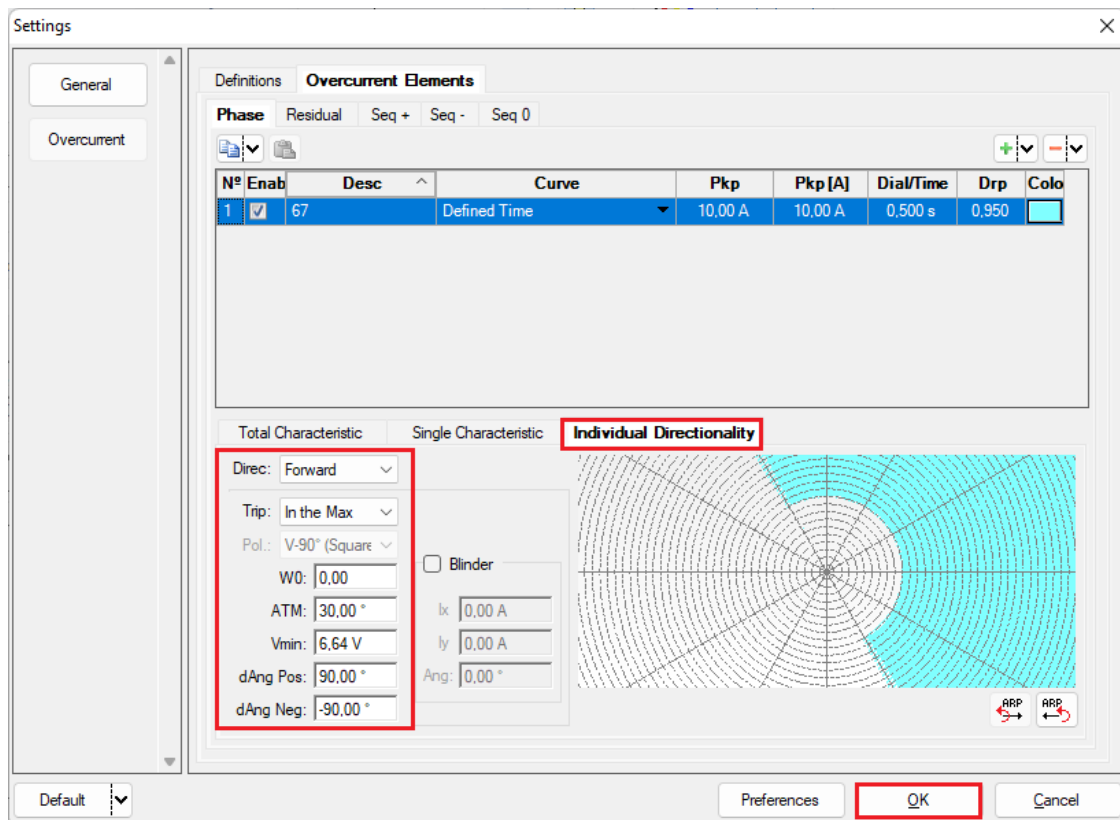 Settings
General
Overcurrent
Definitions Overcurrent Elements
Phase Residual Seq + Seq - Seq 0
Nº Enab Desc Curve Pkp Pkp [A] Dial/Time Drp Colo
1 67 Defined Time 10,00 A 10,00 A 0,500 s 0,950
Total Characteristic Single Characteristic Individual Directionality
Direc: Forward
Trip: In the Max
Pol.: V-90° (Square
W0: 0,00
ATM: 30,00 °
Vmin: 6,64 V
dAng Pos: 90,00 °
dAng Neg: -90,00 °
Blinder
Ix 0,00 A
Iy 0,00 A
Ang: 0,00 °
ARP ARP
Default Preferences OK Cancel